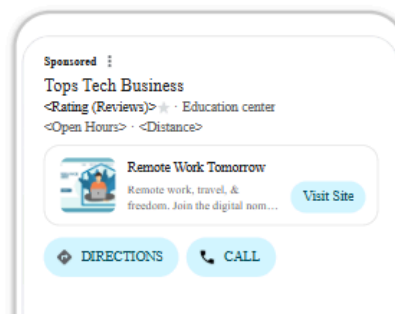 Sponsored
Tops Tech Business
<Rating (Reviews)> · Education center
<Open Hours> · <Distance>
Remote Work Tomorrow
Remote work, travel, &
freedom. Join the digital nom...
Visit Site
DIRECTIONS
CALL